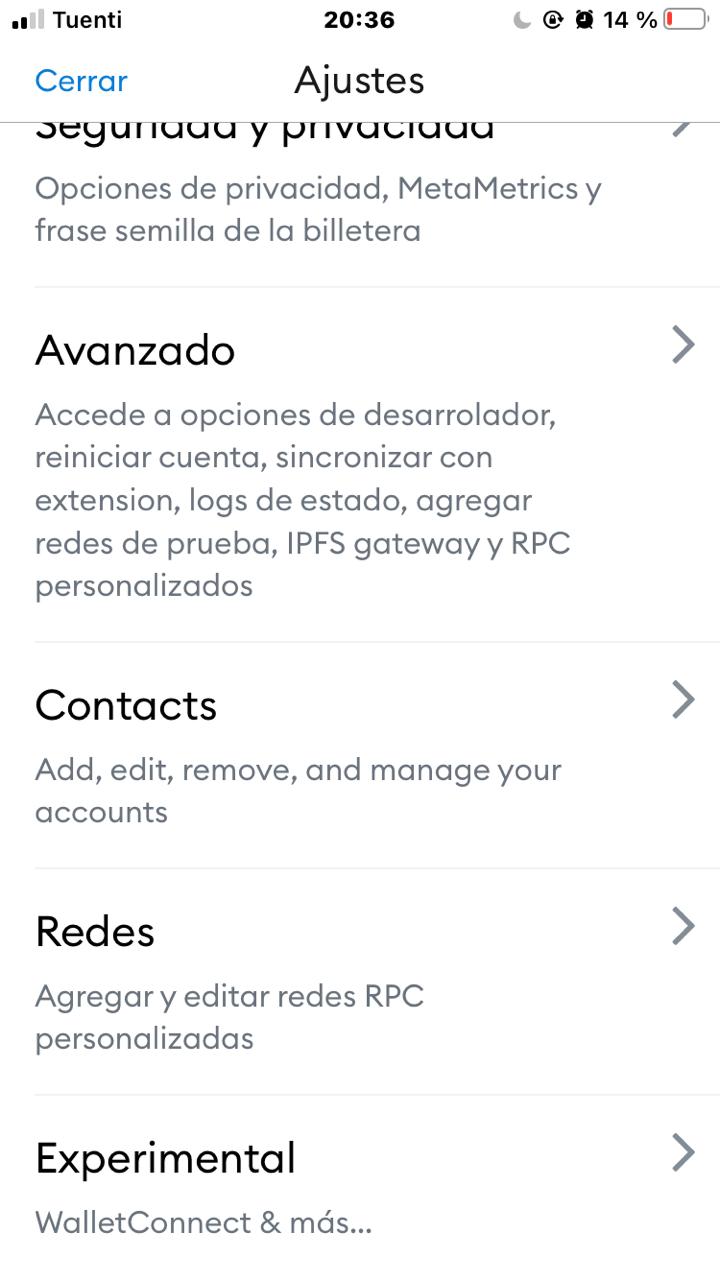 Tuenti
20:36
14 %
Cerrar
Ajustes
Seguridad y privacidad
Opciones de privacidad, MetaMetrics y
frase semilla de la billetera
Avanzado
Accede a opciones de desarrolador,
reiniciar cuenta, sincronizar con
extension, logs de estado, agregar
redes de prueba, IPFS gateway y RPC
personalizados
Contacts
Add, edit, remove, and manage your
accounts
Redes
Agregar y editar redes RPC
personalizadas
Experimental
WalletConnect & más...